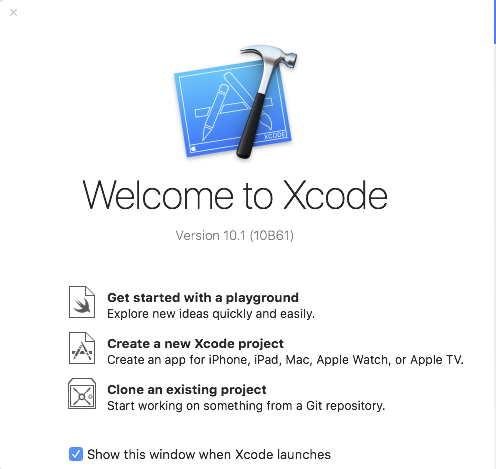 XCODE
Welcome to Xcode
Version 10.1 (10B61)
Get started with a playground
Explore new ideas quickly and easily.
Create a new Xcode project
Create an app for iPhone, iPad, Mac, Apple Watch, or Apple TV.
Clone an existing project
Start working on something from a Git repository.
Show this window when Xcode launches